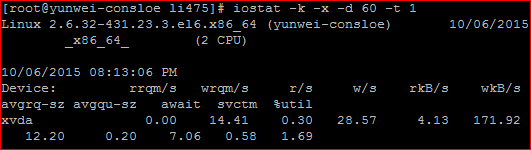 [root@yunwei-consloe li475]# iostat -k -x -d 60 -t 1
Linux 2.6.32-431.23.3.el6.x86_64 (yunwei-consloe) 10/06/2015
_x86_64_ (2 CPU)
10/06/2015 08:13:06 PM
Device: rrqm/s wrqm/s r/s w/s rkB/s wkB/s
avgrq-sz avgqu-sz await svctm %util
xvda 0.00 14.41 0.30 28.57 4.13 171.92
12.20 0.20 7.06 0.58 1.69